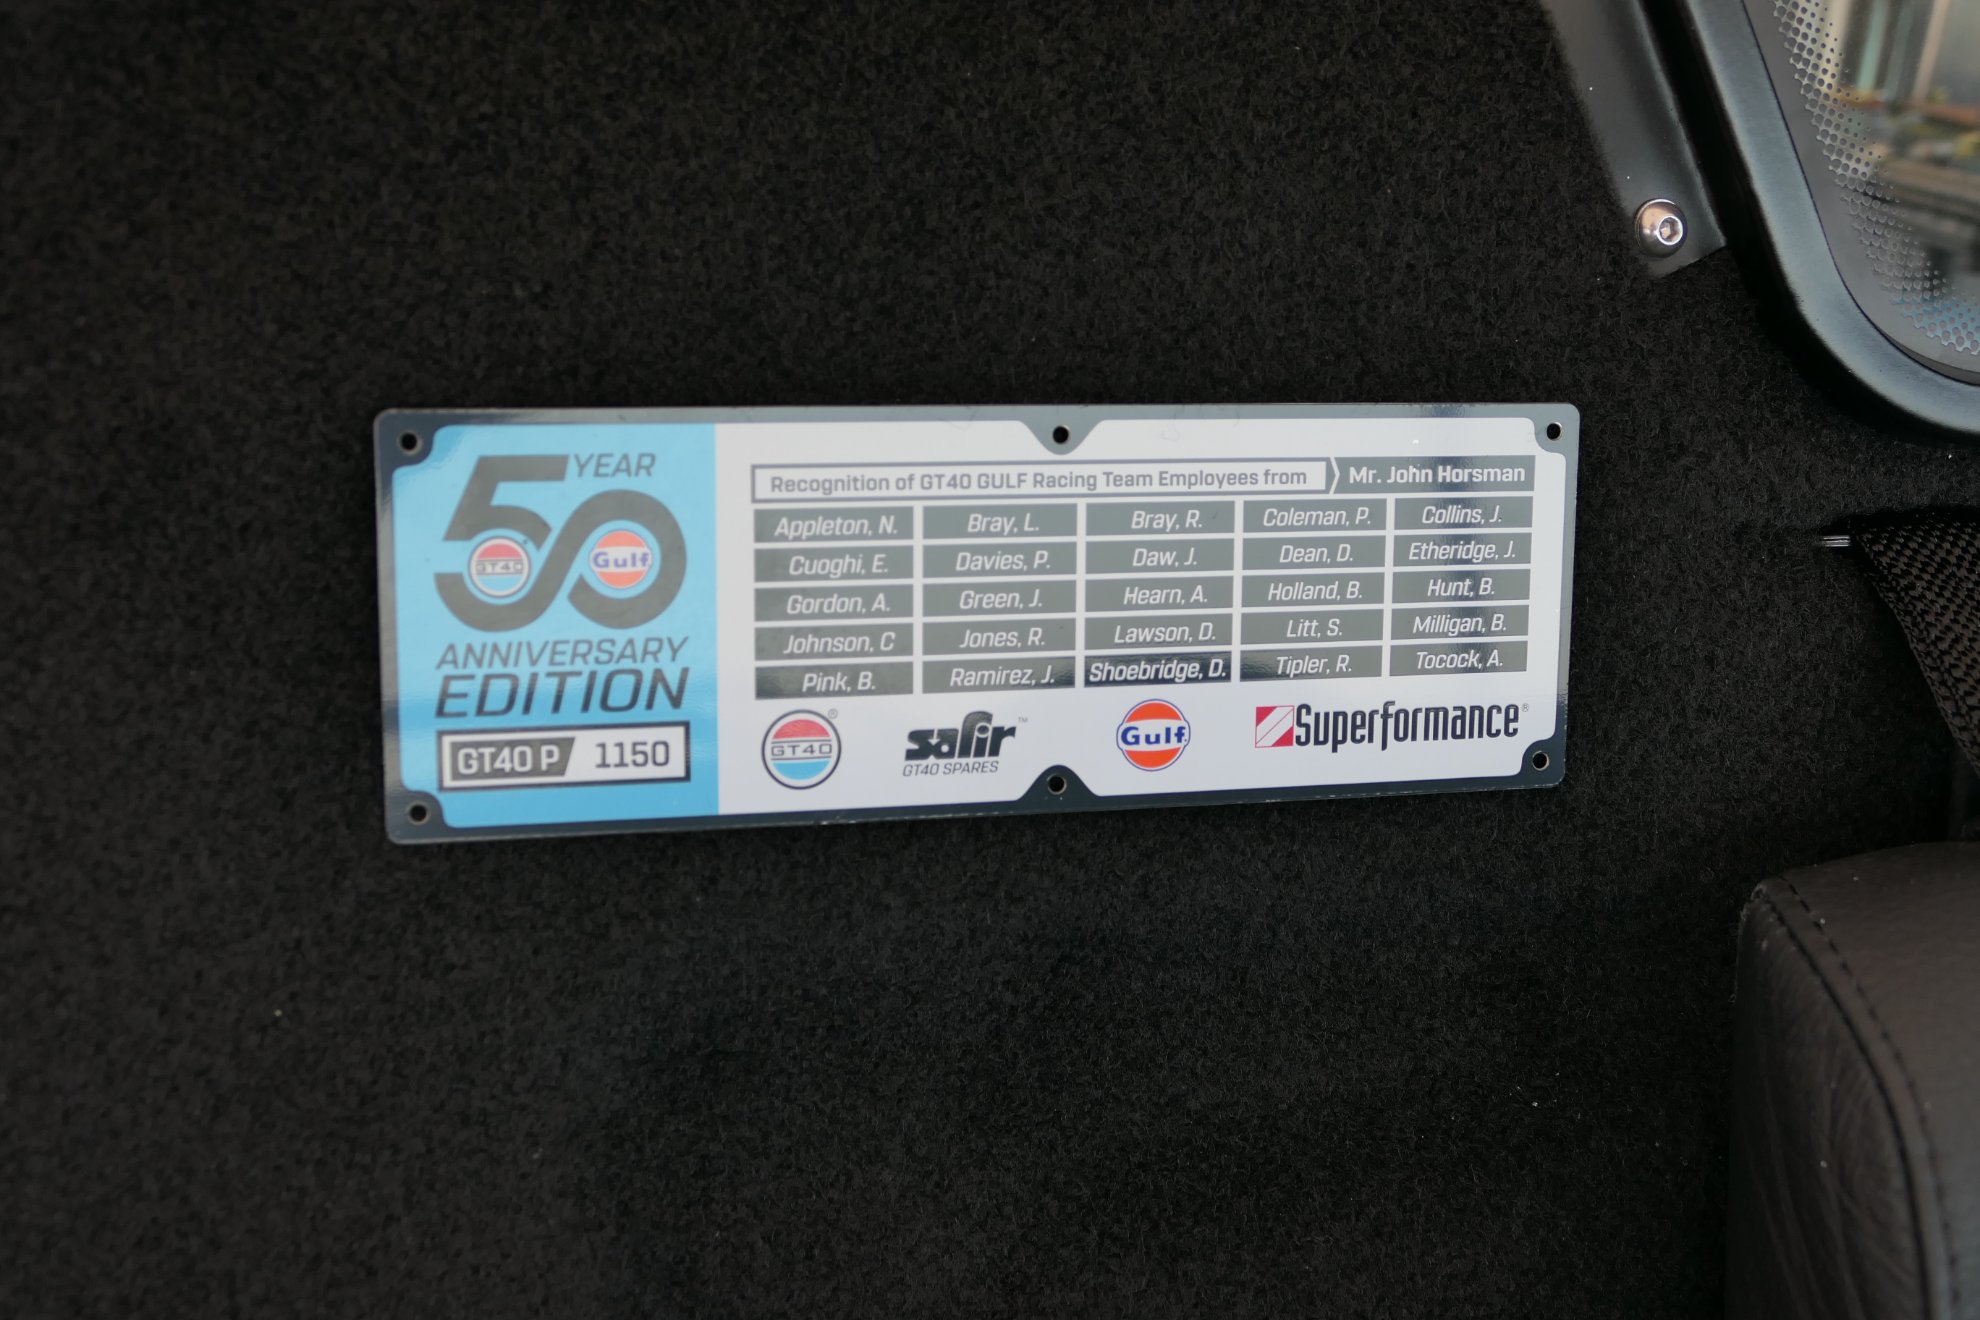 50 YEAR
GT40 Gulf
ANNIVERSARY
EDITION
GT40 P 1150
Recognition of GT40 GULF Racing Team Employees from Mr. John Horsman
Appleton, N. Bray, L. Bray, R. Coleman, P. Collins, J.
Cuoghi, E. Davies, P. Daw, J. Dean, D. Etheridge, J.
Gordon, A. Green, J. Hearn, A. Holland, B. Hunt, B.
Johnson, C Jones, R. Lawson, D. Litt, S. Milligan, B.
Pink, B. Ramirez, J. Shoebridge, D. Tipler, R. Tocock, A.
GT40® safir™ Gulf Superformance®
GT40 SPARES